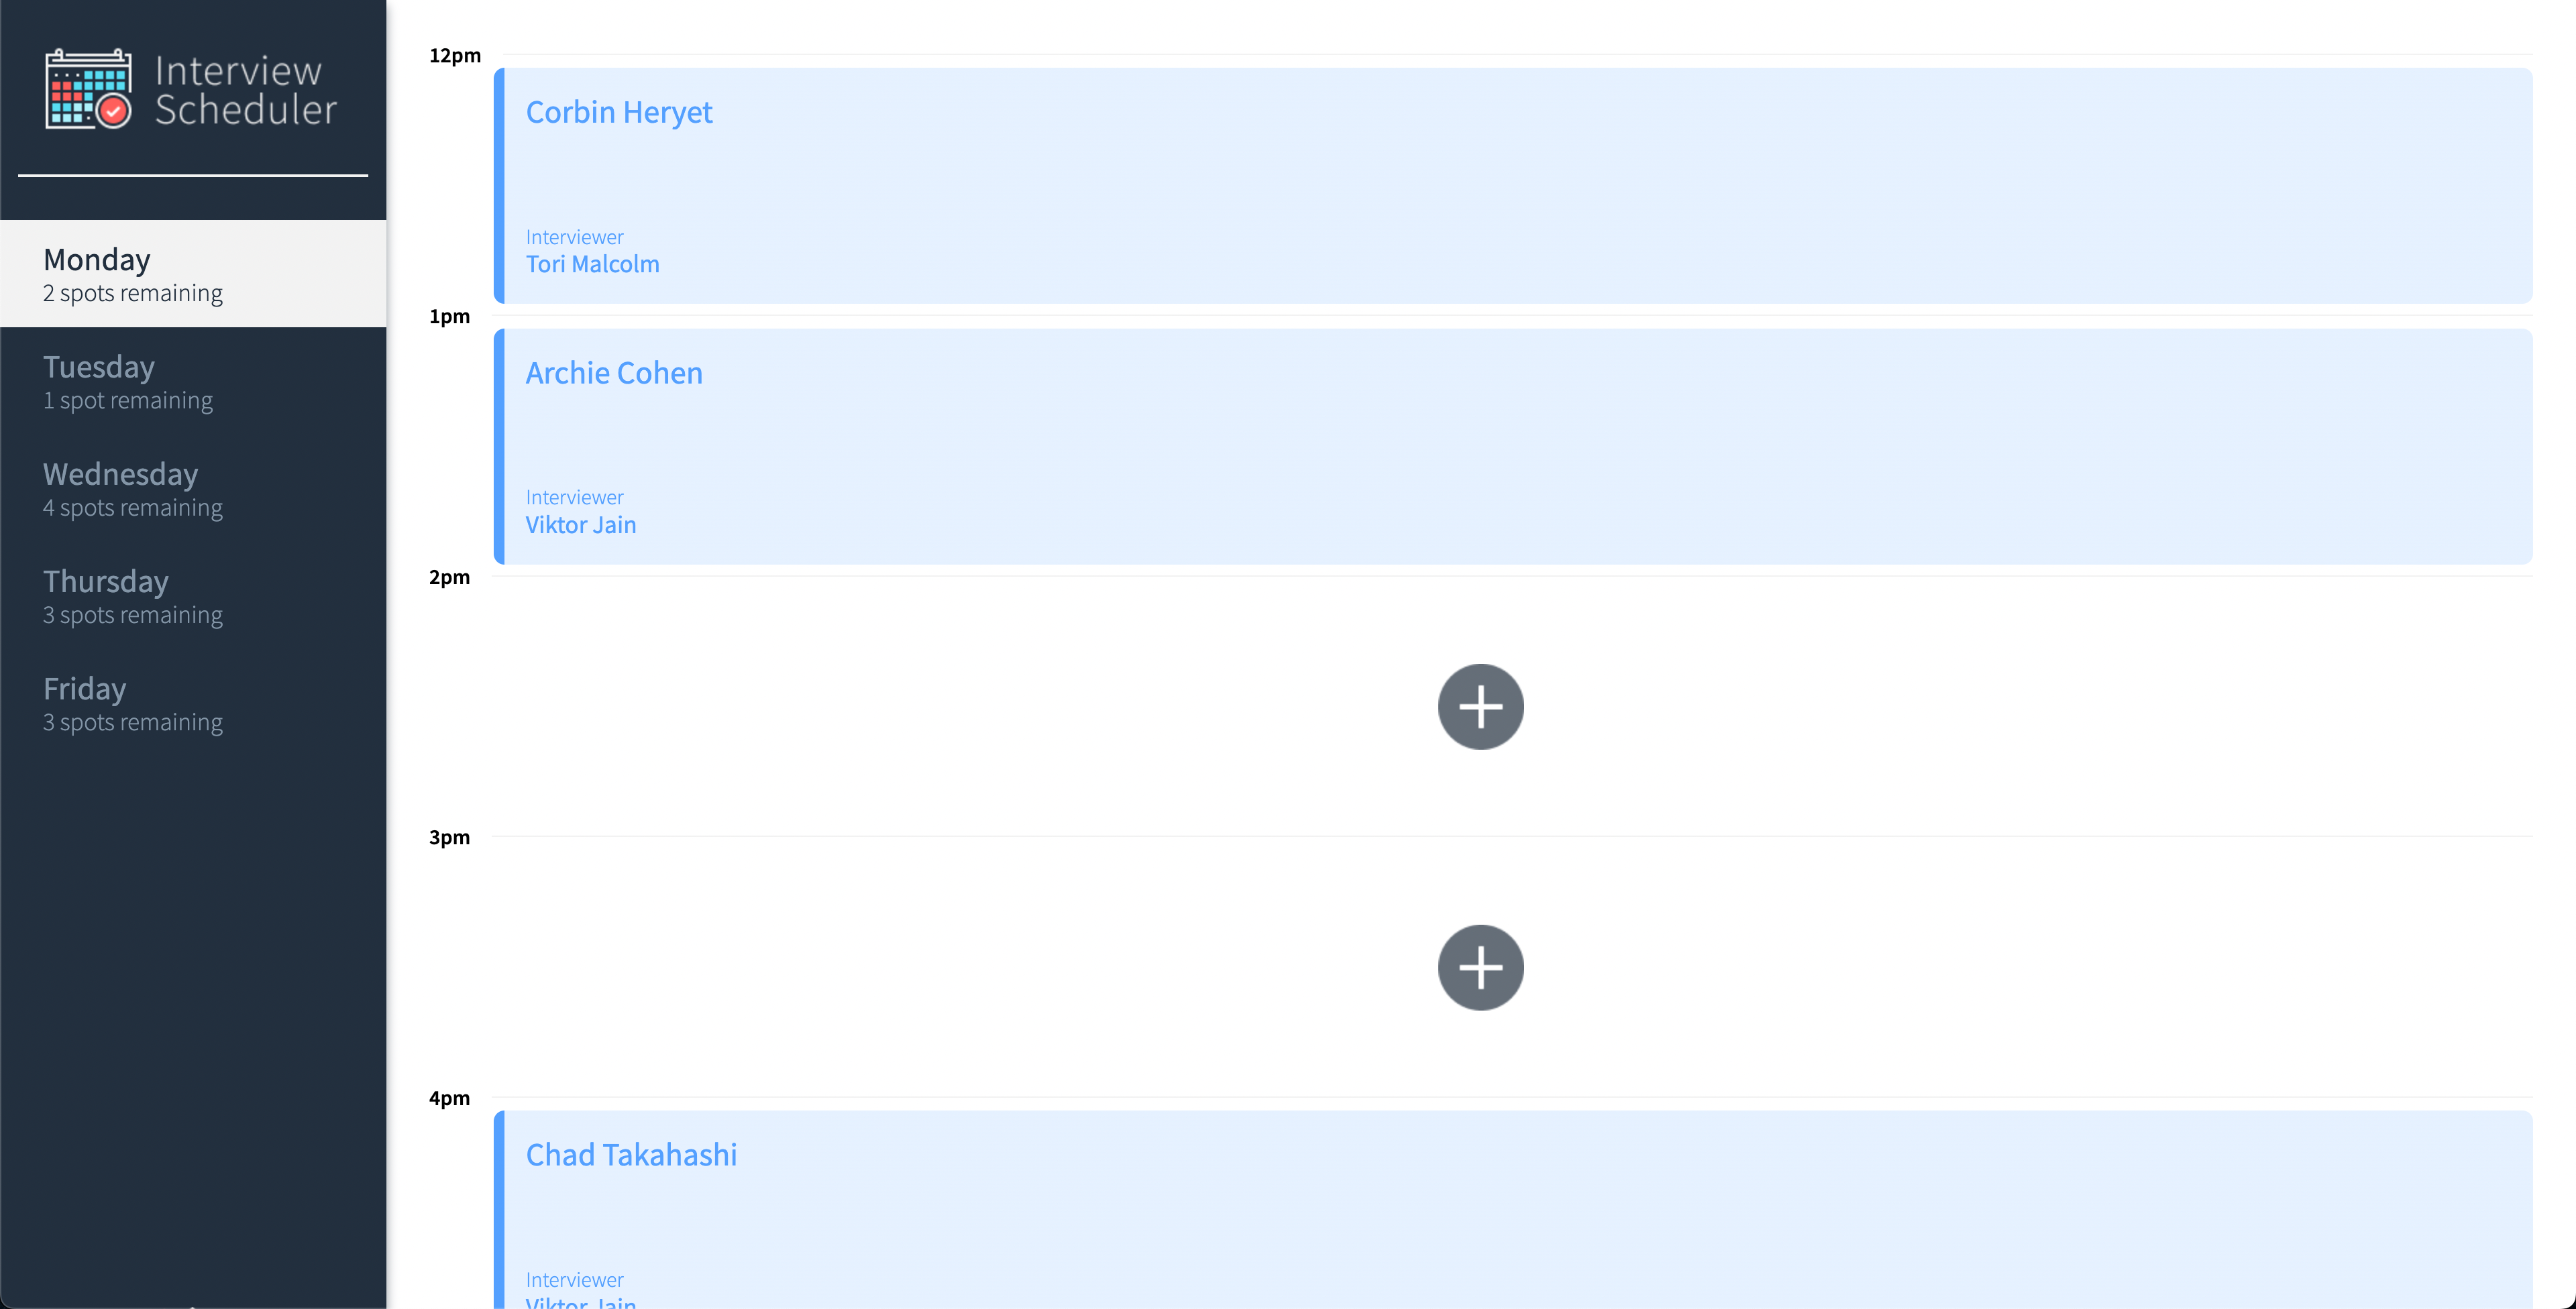 Interview
Scheduler
Monday
2 spots remaining
Tuesday
1 spot remaining
Wednesday
4 spots remaining
Thursday
3 spots remaining
Friday
3 spots remaining
12pm
Corbin Heryet
Interviewer
Tori Malcolm
1pm
Archie Cohen
Interviewer
Viktor Jain
2pm
3pm
4pm
Chad Takahashi
Interviewer
Viktor Jain